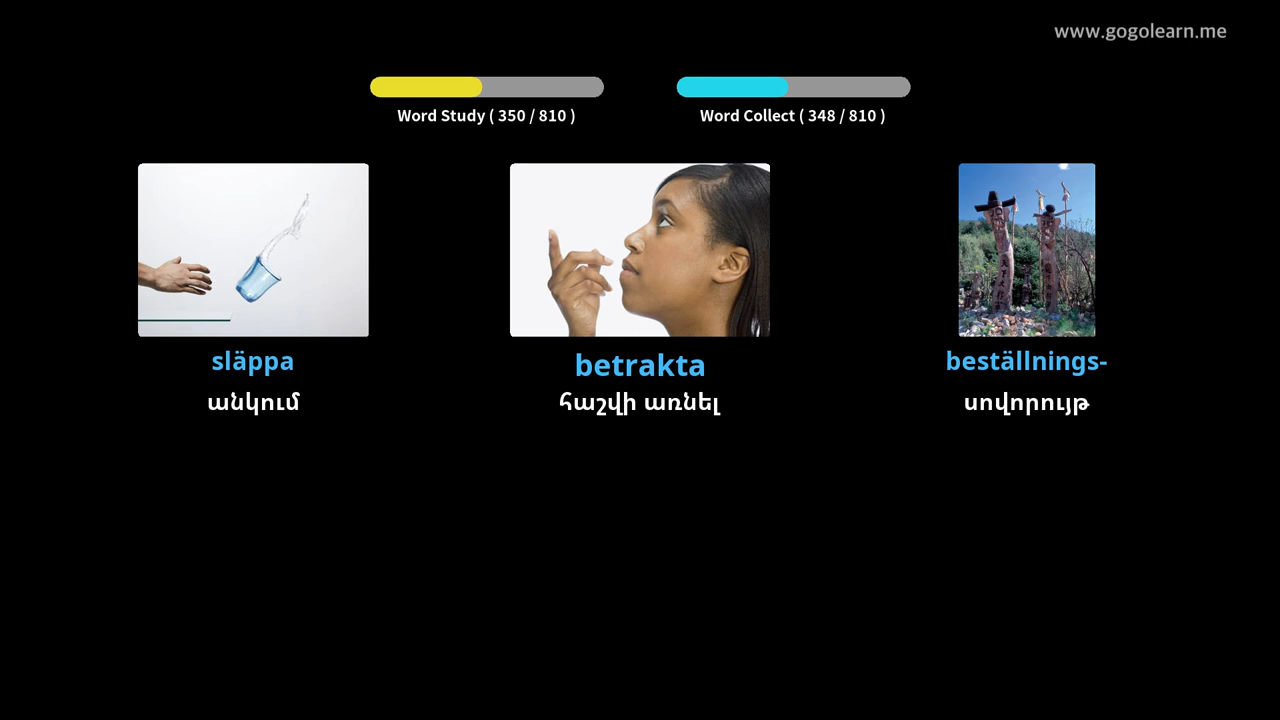 www.gogolearn.me
Word Study ( 350 / 810 )
Word Collect ( 348 / 810 )
släppa
betrakta
beställnings-
անկում
հաշվի առնել
սովորույթ